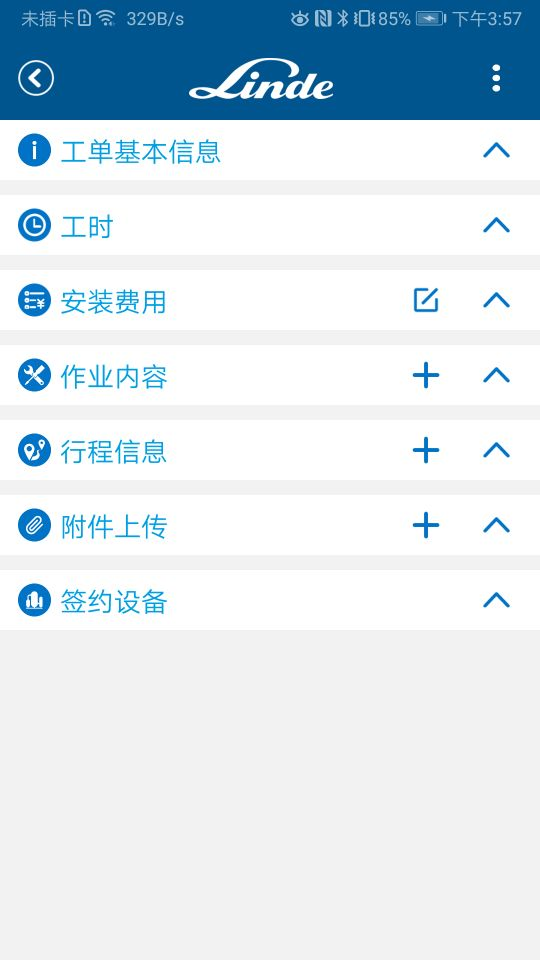 未插卡 329B/s 85% 下午3:57
Linde
工单基本信息
工时
安装费用
作业内容
行程信息
附件上传
签约设备